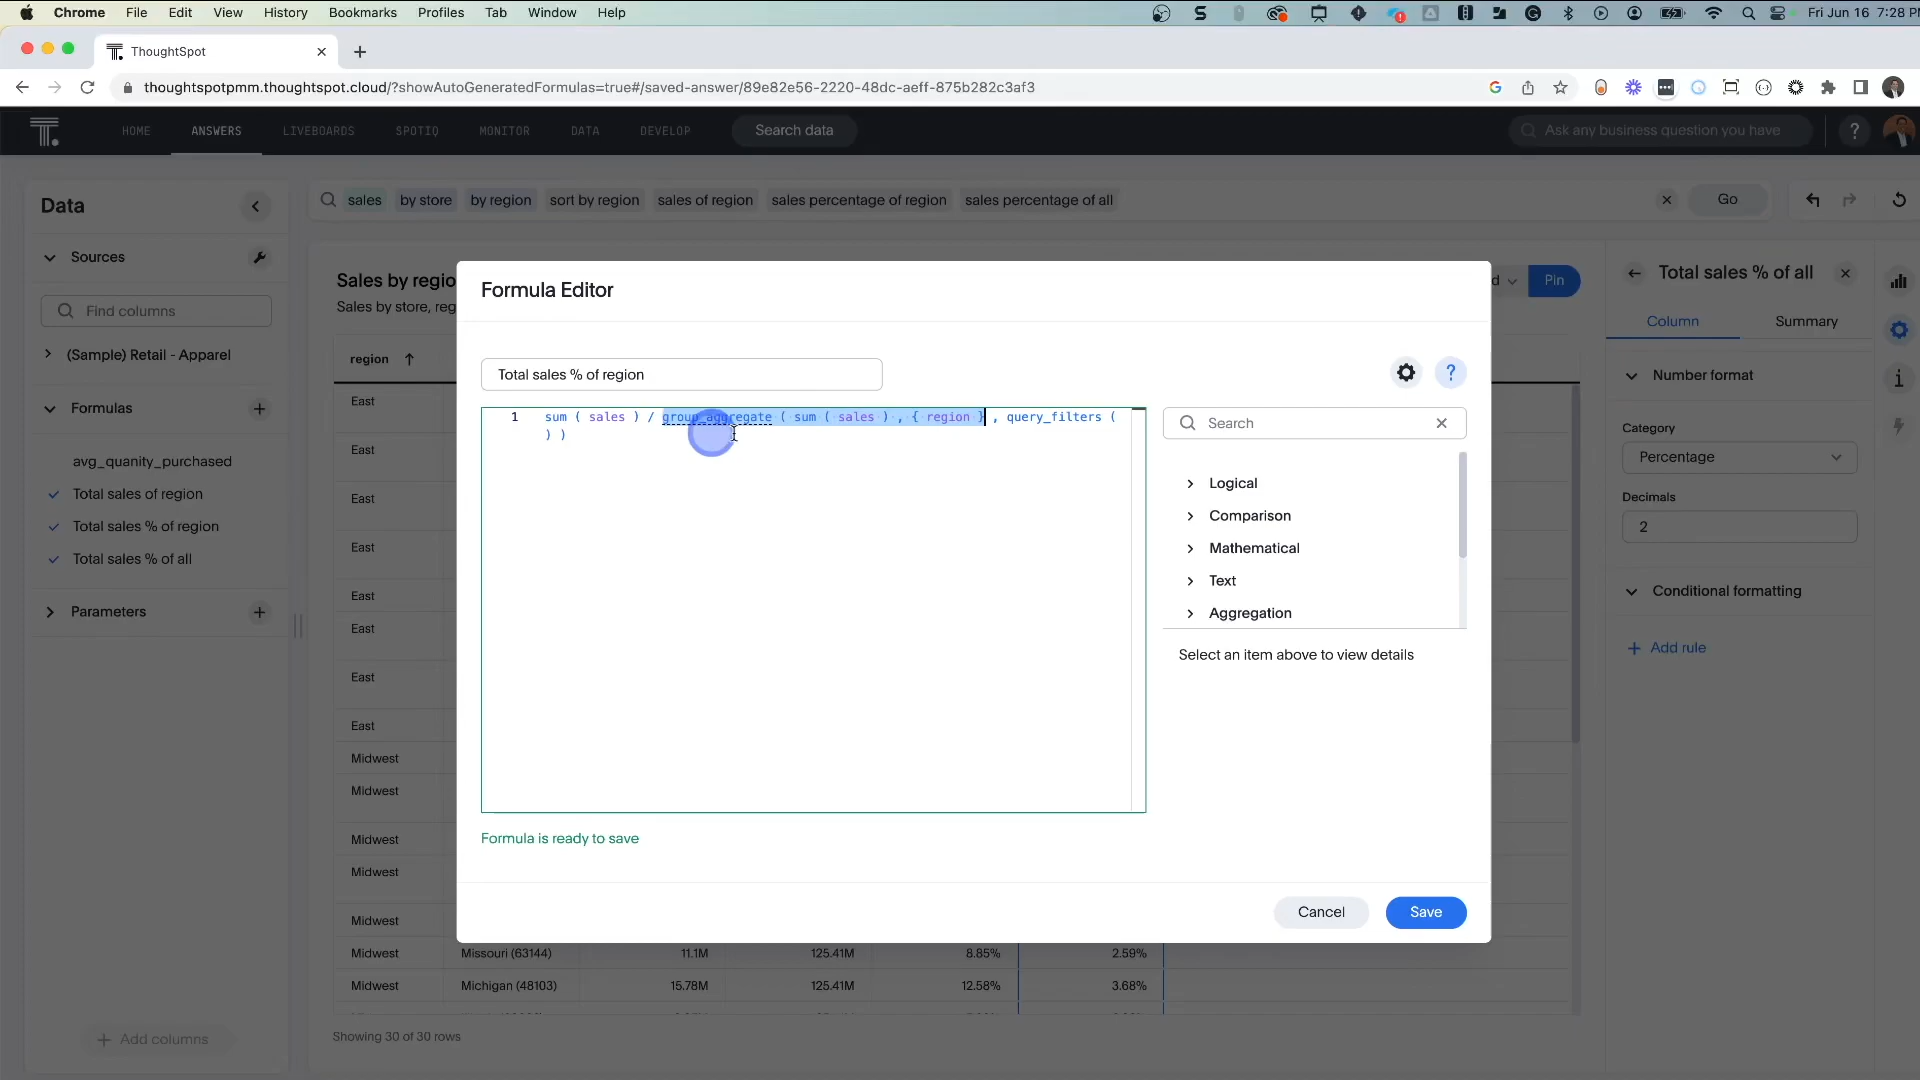 Chrome File Edit View History Bookmarks Profiles Tab Window Help Fri Jun 16 7:28
ThoughtSpot
thoughtspotpmm.thoughtspot.cloud/?showAutoGeneratedFormulas=true#/saved-answer/89e82e56-2220-48dc-aeff-875b282c3af3
HOME ANSWERS LIVEBOARDS SPOTIQ MONITOR DATA DEVELOP Search data Ask any business question you have ?
Data
sales by store by region sort by region sales of region sales percentage of region sales percentage of all Go
Sources
Find columns
(Sample) Retail - Apparel
Formulas
avg_quanity_purchased
Total sales of region
Total sales % of region
Total sales % of all
Parameters
Add columns
Sales by regio
Sales by store, reg
Pin
region
East
East
East
East
East
East
East
East
Midwest
Midwest
Midwest
Midwest
Midwest
Midwest Missouri (63144) 11.1M 125.41M 8.85% 2.59%
Midwest Michigan (48103) 15.78M 125.41M 12.58% 3.68%
Showing 30 of 30 rows
Formula Editor
Total sales % of region
?
1 sum ( sales ) / group_aggregate ( sum ( sales ) , { region } , query_filters (
) )
Formula is ready to save
Search
Logical
Comparison
Mathematical
Text
Aggregation
Select an item above to view details
Cancel Save
Total sales % of all
Column Summary
Number format
Category
Percentage
Decimals
2
Conditional formatting
Add rule